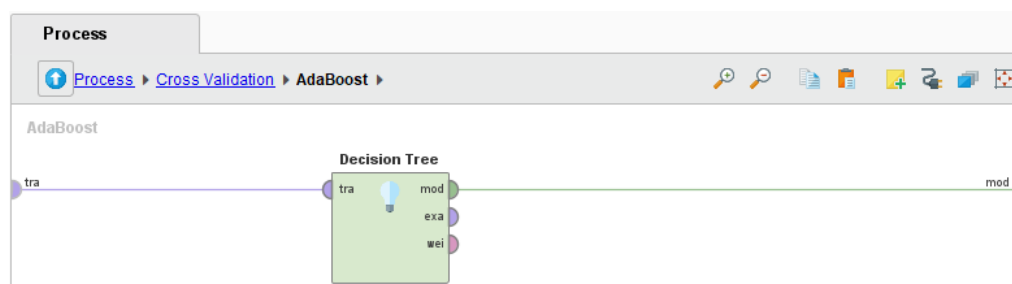 Process
Process ▸ Cross Validation ▸ AdaBoost ▸
AdaBoost
Decision Tree
tra tra mod mod
exa
wei